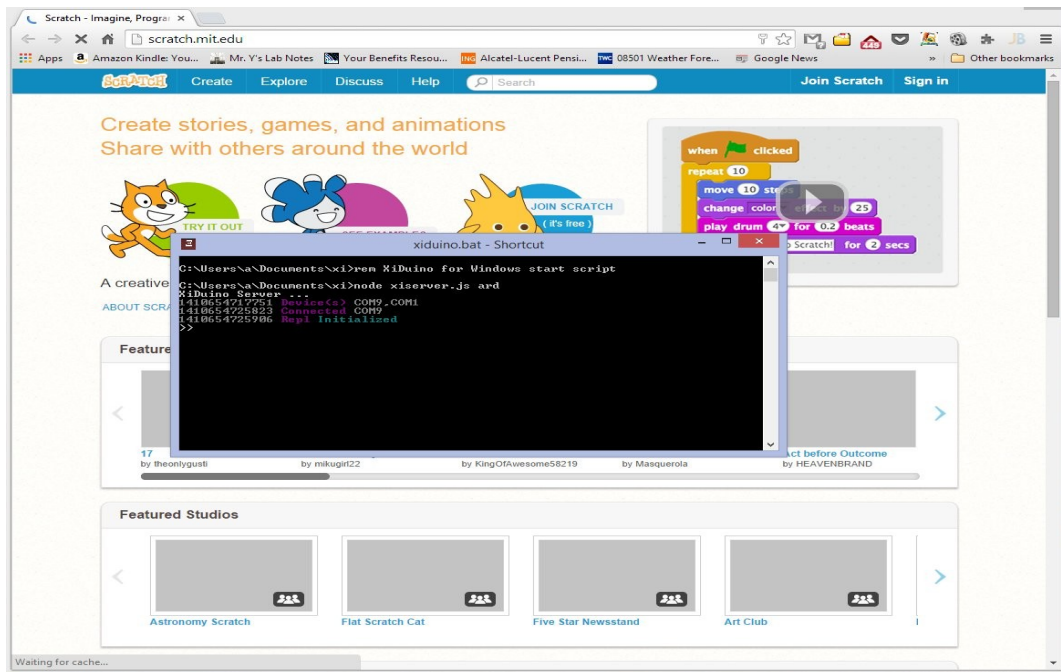 Scratch - Imagine, Progra
scratch.mit.edu
Apps Amazon Kindle: You... Mr. Y's Lab Notes Your Benefits Resou... ING Alcatel-Lucent Pensi... TWC 08501 Weather Fore... Google News » Other bookmarks
SCRATCH Create Explore Discuss Help Search Join Scratch Sign in
Create stories, games, and animations
Share with others around the world
TRY IT OUT
JOIN SCRATCH
( it's free )
when clicked
repeat 10
move 10 steps
change color effect by 25
play drum 4 for 0.2 beats
Scratch! for 2 secs
A creative
ABOUT SCRA
xiduino.bat - Shortcut
C:\Users\a\Documents\xi>rem XiDuino for Windows start script
C:\Users\a\Documents\xi>node xiserver.js ard
XiDuino Server ...
1410654717751 Device(s) COM9,COM1
1410654725823 Connected COM9
1410654725906 Repl Initialized
>>
Feature
17 Act before Outcome
by theonlygusti by mikugirl22 by KingOfAwesome58219 by Masquerola by HEAVENBRAND
Featured Studios
Astronomy Scratch Flat Scratch Cat Five Star Newsstand Art Club
Waiting for cache...